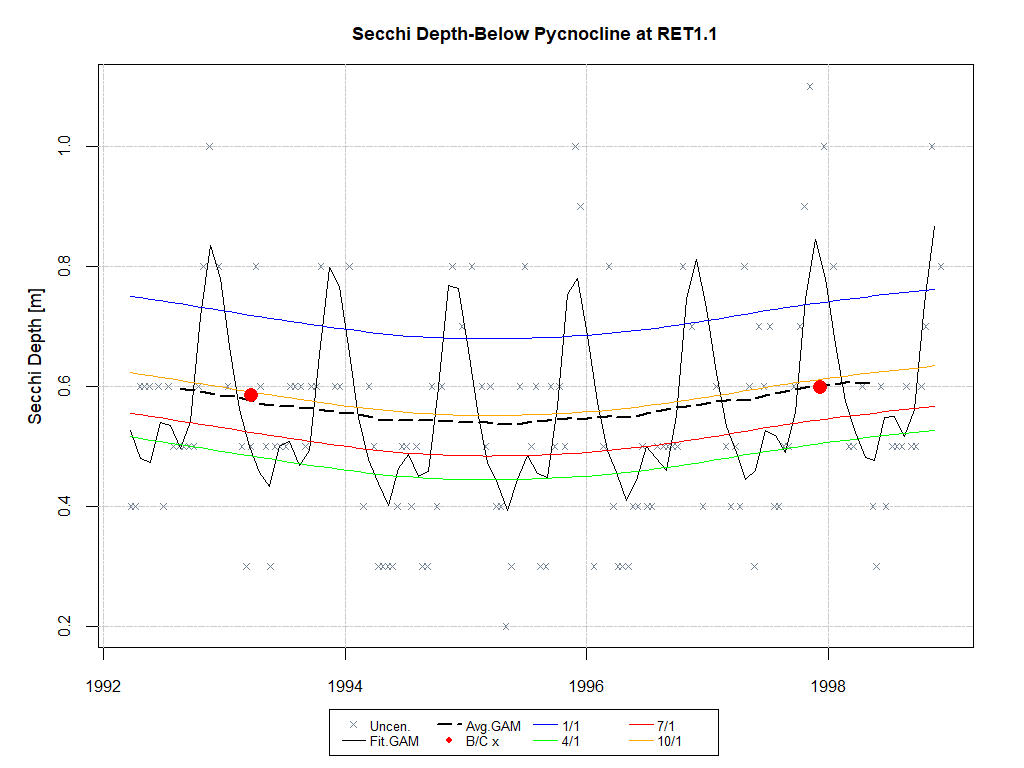 Secchi Depth-Below Pycnocline at RET1.1
Secchi Depth [m]
1.0
0.8
0.6
0.4
0.2
1992 1994 1996 1998
Uncen. Avg.GAM 1/1 7/1
Fit.GAM B/C x 4/1 10/1